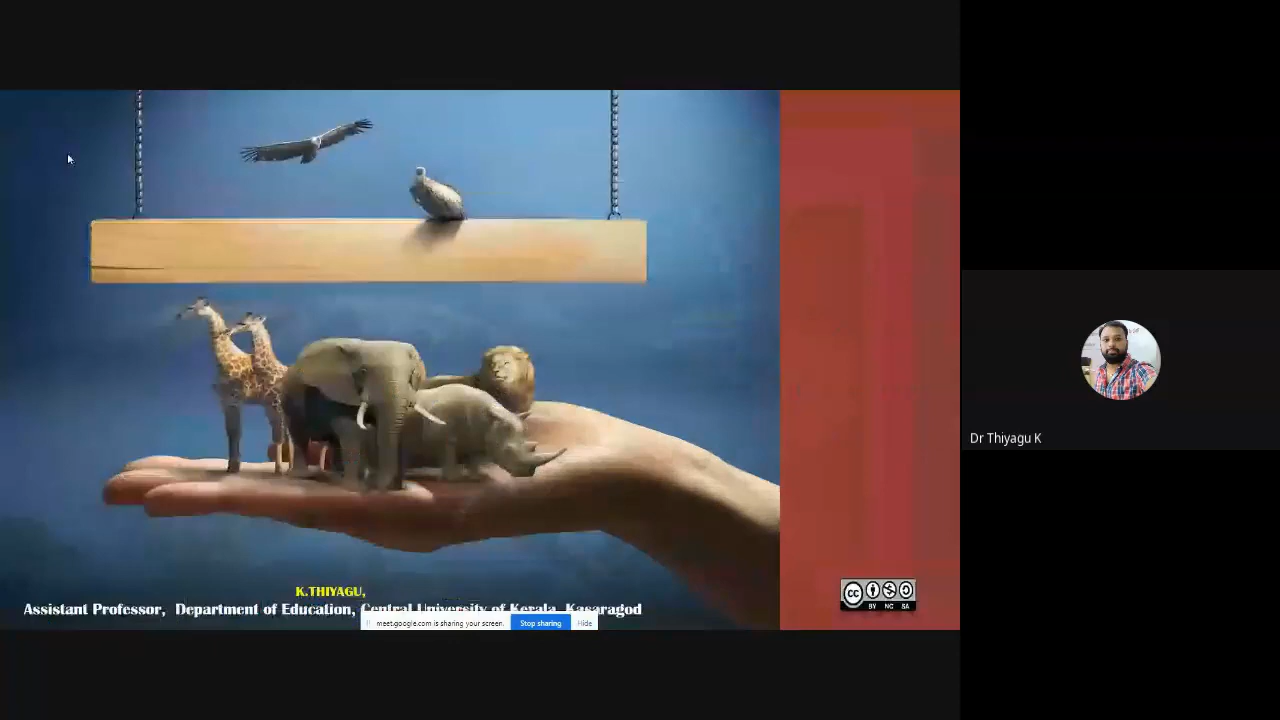 K.THIYAGU,
Assistant Professor, Department of Education, Central University of Kerala, Kasaragod
meet.google.com is sharing your screen.
Stop sharing
Hide
cc
BY NC SA
Dr Thiyagu K